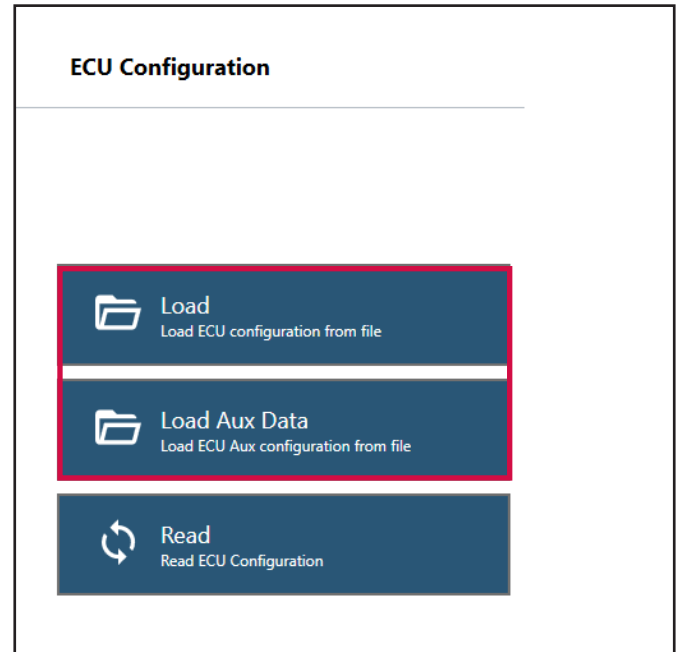 ECU Configuration
Load
Load ECU configuration from file
Load Aux Data
Load ECU Aux configuration from file
Read
Read ECU Configuration